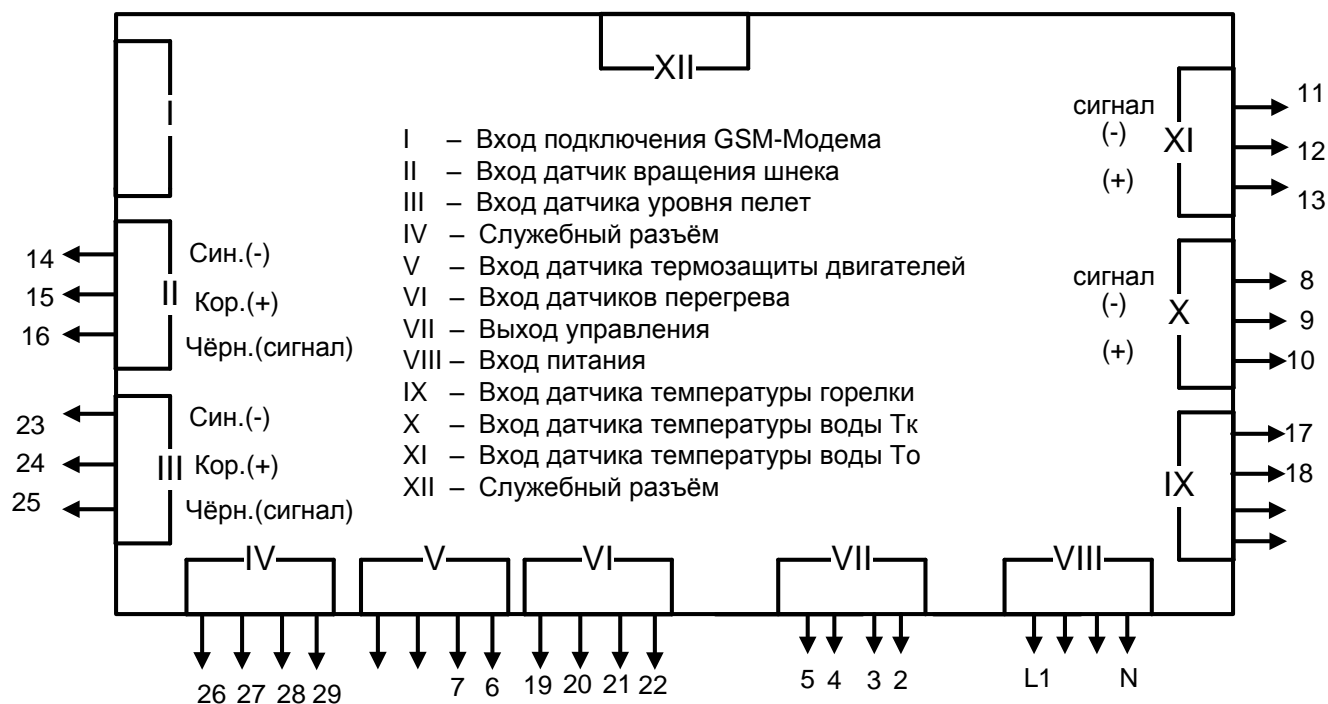 XII
I
I – Вход подключения GSM-Модема
II – Вход датчик вращения шнека
III – Вход датчика уровня пелет
IV – Служебный разъём
V – Вход датчика термозащиты двигателей
VI – Вход датчиков перегрева
VII – Выход управления
VIII – Вход питания
IX – Вход датчика температуры горелки
X – Вход датчика температуры воды Тк
XI – Вход датчика температуры воды То
XII – Служебный разъём
сигнал
(-)
(+)
XI
11
12
13
14
15
16
II
Син.(-)
Кор.(+)
Чёрн.(сигнал)
сигнал
(-)
(+)
X
8
9
10
23
24
25
III
Син.(-)
Кор.(+)
Чёрн.(сигнал)
IX
17
18
IV
V
VI
VII
VIII
26 27 28 29
7 6
19 20 21 22
5 4 3 2
L1 N